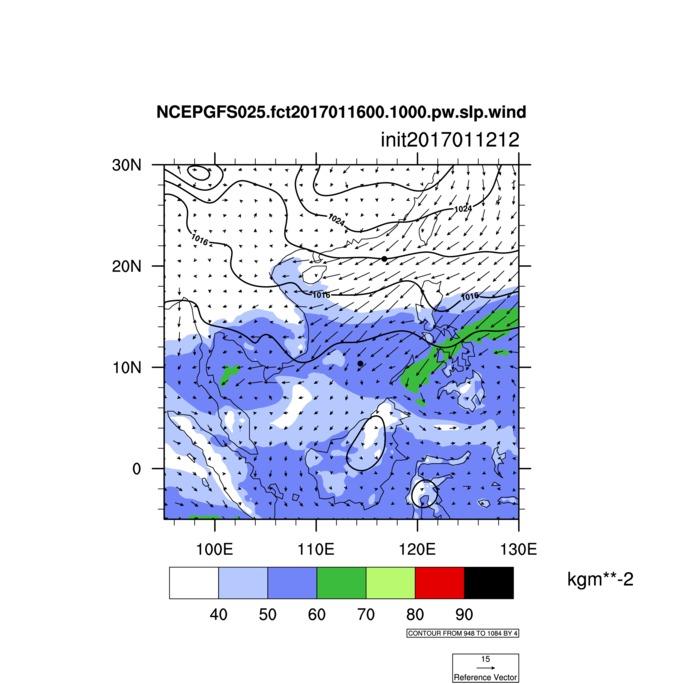 NCEPGFS025.fct2017011600.1000.pw.slp.wind
init2017011212
30N
20N
10N
0
1024
1024
1016
1016
1016
100E 110E 120E 130E
kgm**-2
40 50 60 70 80 90
CONTOUR FROM 948 TO 1084 BY 4
15
Reference Vector